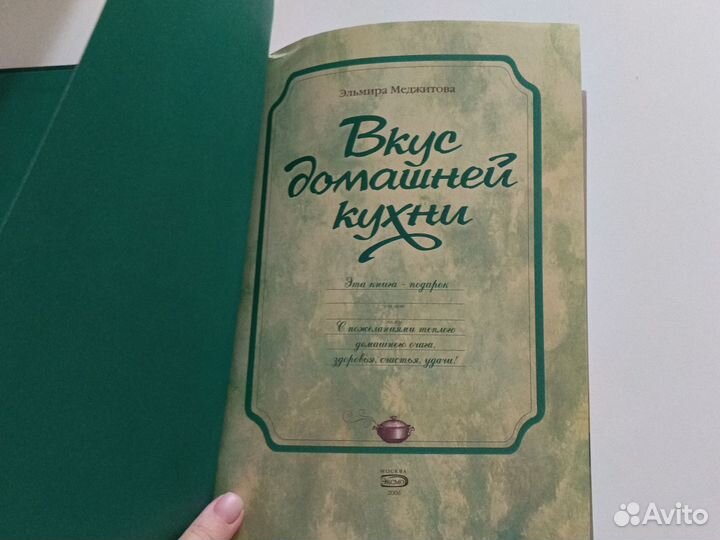 Эльмира Меджитова
Вкус
домашней
кухни
Эта книга - подарок
С пожеланиями теплого
домашнего очага,
здоровья, счастья, удачи!
МОСКВА
ЭКСМО
2006
Avito